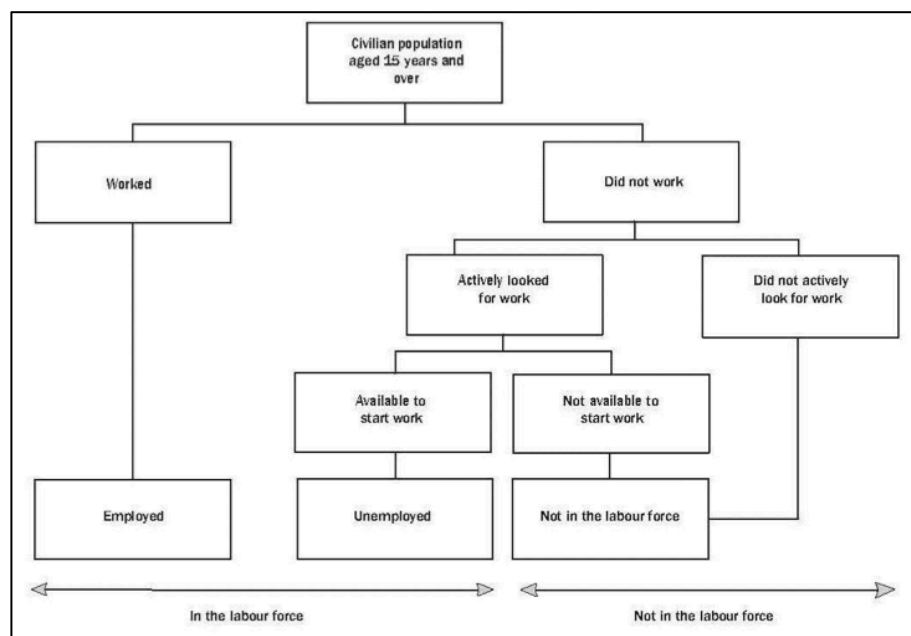 Civilian population
aged 15 years and
over
Worked
Did not work
Actively looked
for work
Did not actively
look for work
Available to
start work
Not available to
start work
Employed
Unemployed
Not in the labour force
In the labour force
Not in the labour force